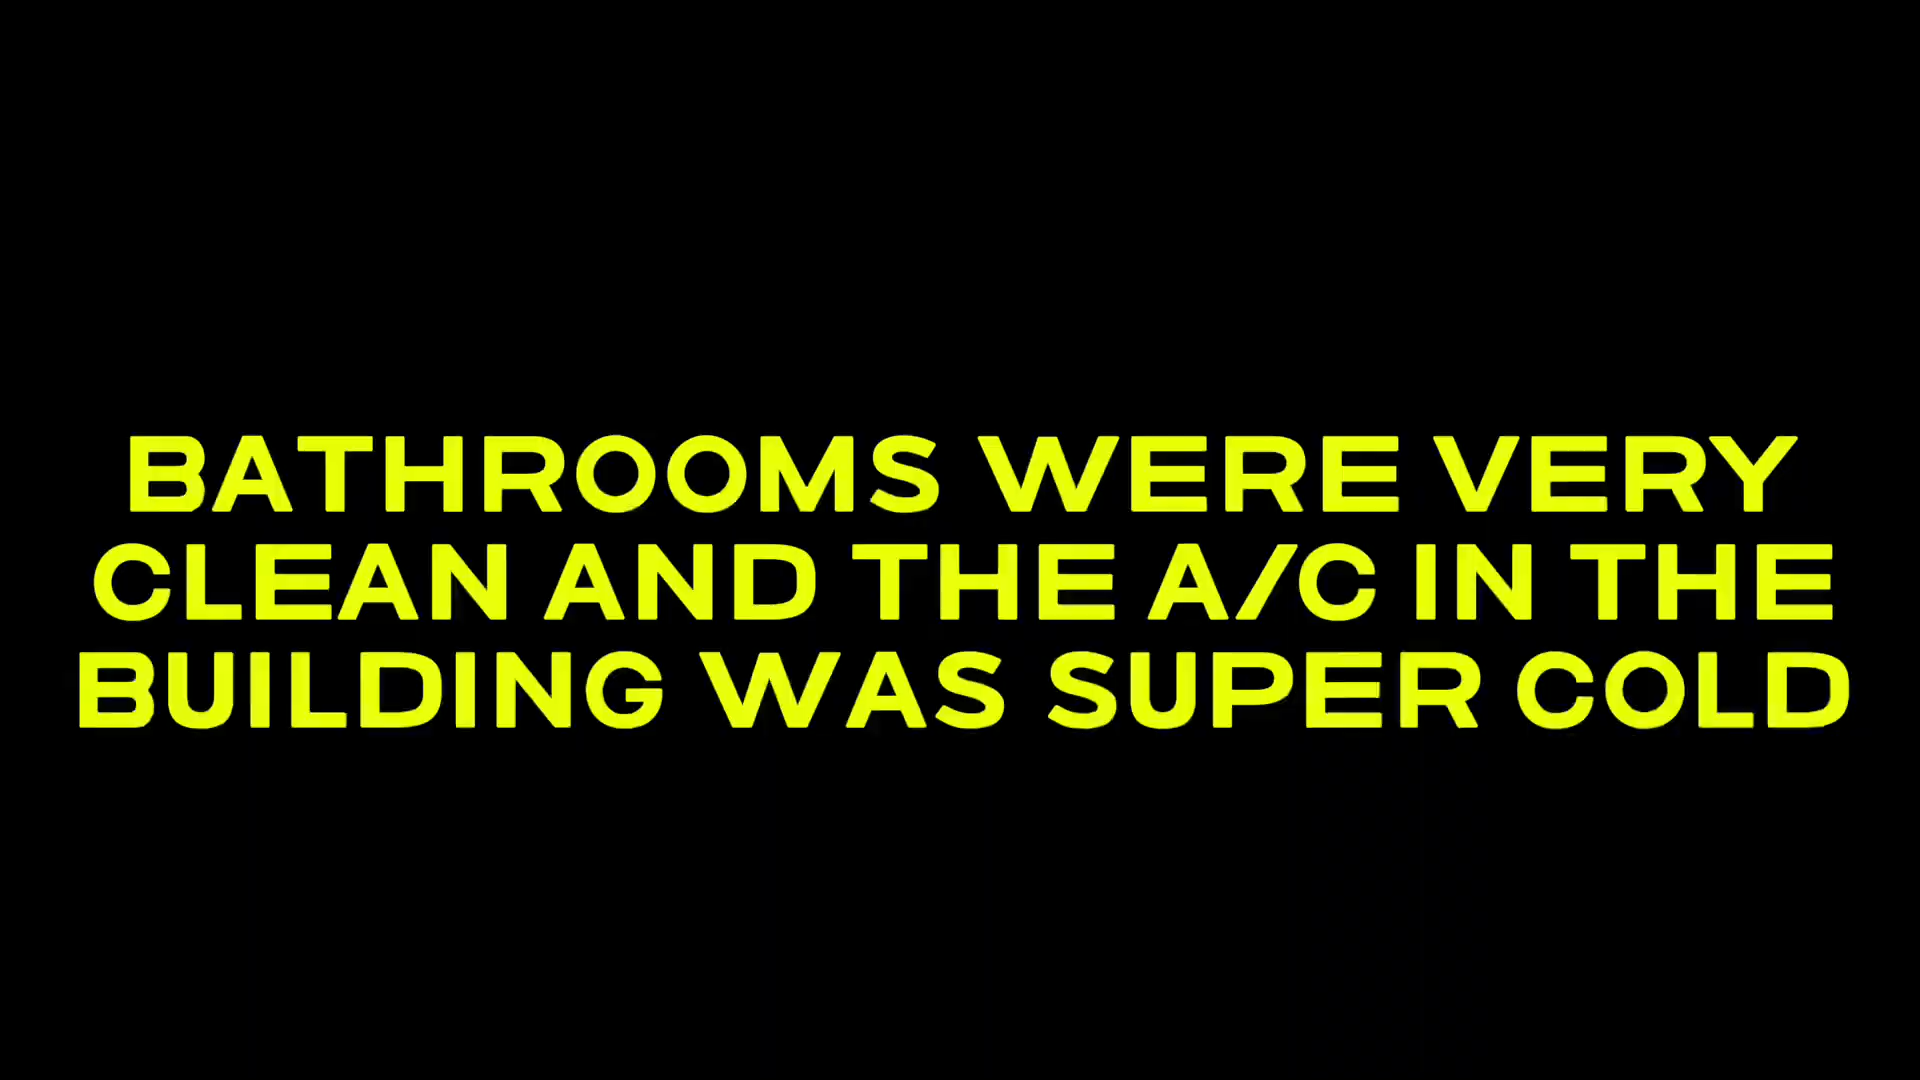 BATHROOMS WERE VERY
CLEAN AND THE A/C IN THE
BUILDING WAS SUPER COLD